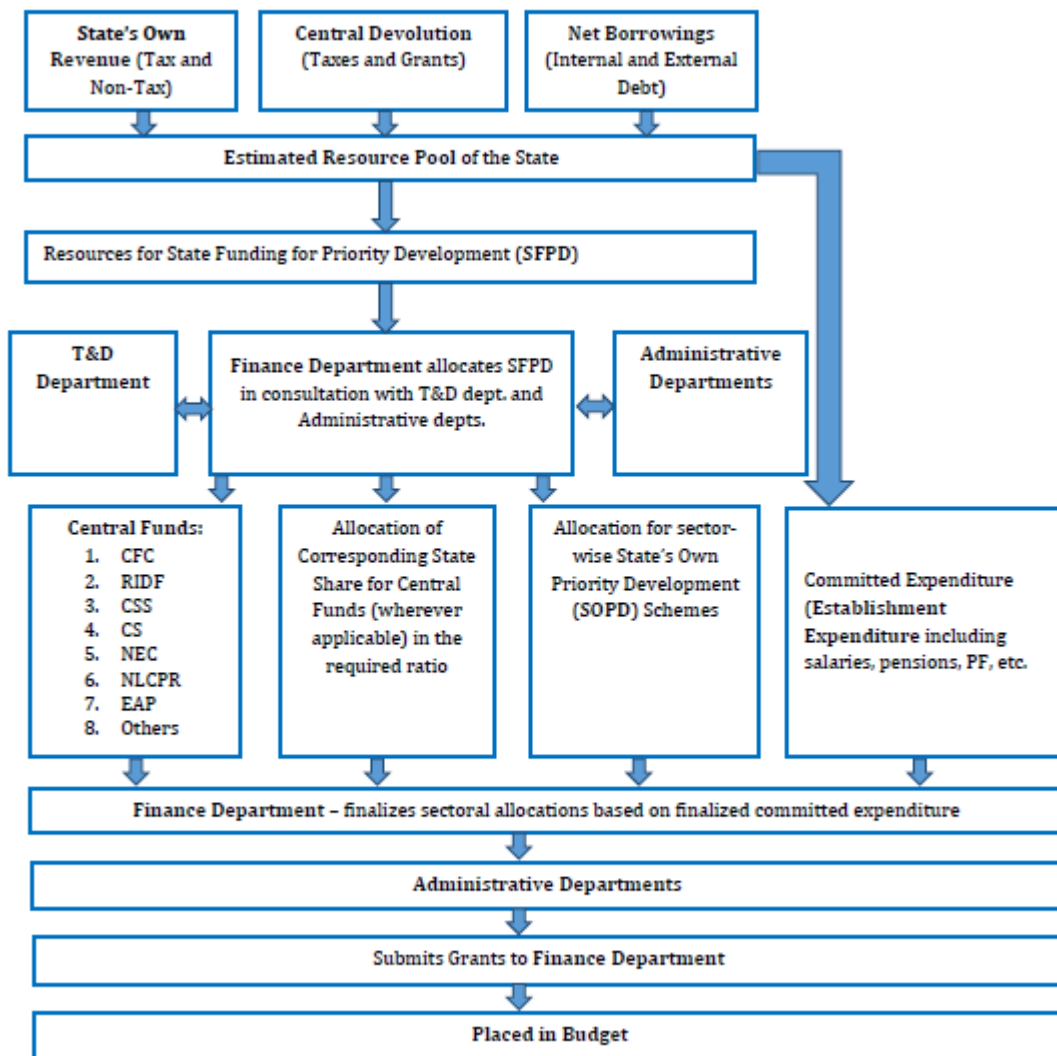 State's Own
Revenue (Tax and
Non-Tax)
Central Devolution
(Taxes and Grants)
Net Borrowings
(Internal and External
Debt)
Estimated Resource Pool of the State
Resources for State Funding for Priority Development (SFPD)
T&D
Department
Finance Department allocates SFPD
in consultation with T&D dept. and
Administrative depts.
Administrative
Departments
Central Funds:
1. CFC
2. RIDF
3. CSS
4. CS
5. NEC
6. NLCPR
7. EAP
8. Others
Allocation of
Corresponding State
Share for Central
Funds (wherever
applicable) in the
required ratio
Allocation for sector-
wise State's Own
Priority Development
(SOPD) Schemes
Committed Expenditure
(Establishment
Expenditure including
salaries, pensions, PF, etc.
Finance Department – finalizes sectoral allocations based on finalized committed expenditure
Administrative Departments
Submits Grants to Finance Department
Placed in Budget